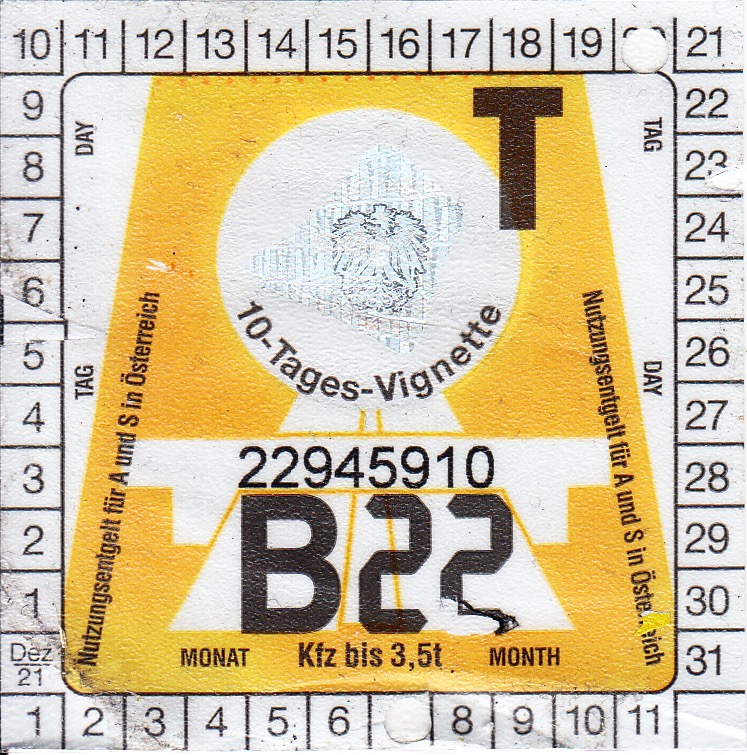 10 11 12 13 14 15 16 17 18 19 21
9 22
8 23
7 24
6 25
5 26
4 27
3 28
2 29
1 30
Dez 21 31
1 2 3 4 5 6 8 9 10 11
DAY
TAG
T
10-Tages-Vignette
TAG
DAY
Nutzungsentgelt für A und S in Österreich
Nutzungsentgelt für A und S in Österreich
22945910
B22
MONAT Kfz bis 3,5t MONTH